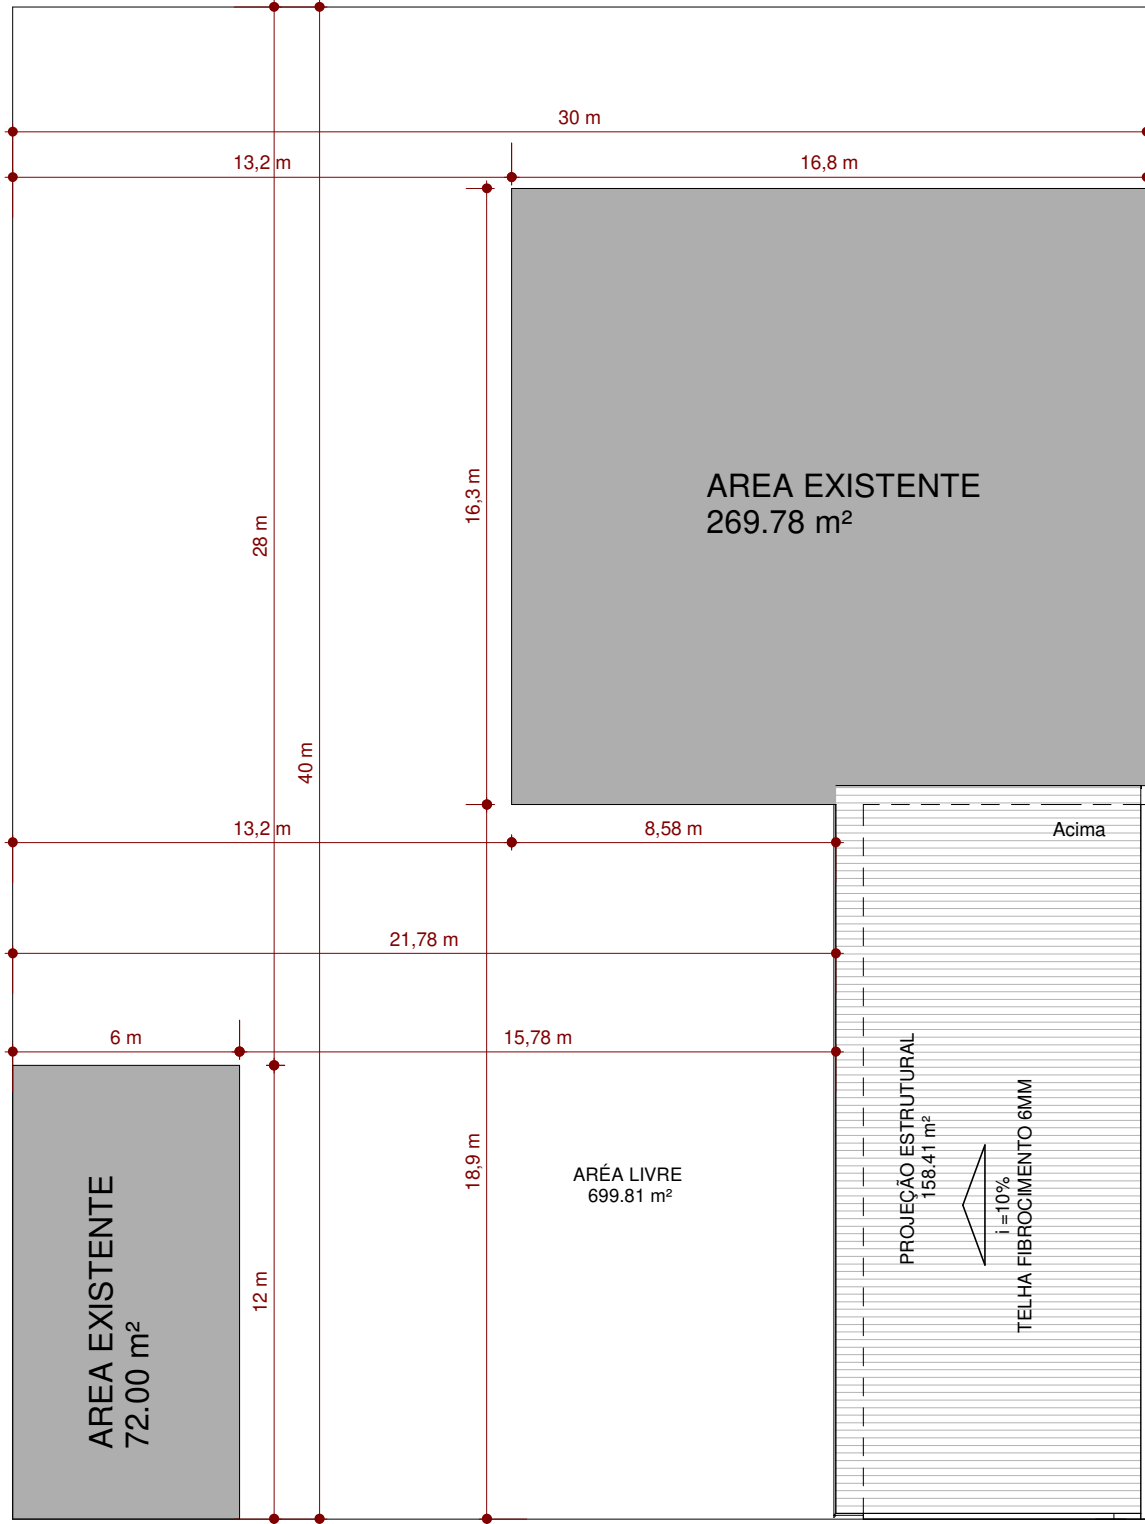 30 m
13,2 m
16,8 m
16,3 m
AREA EXISTENTE
269.78 m²
28 m
40 m
13,2 m
8,58 m
Acima
21,78 m
6 m
15,78 m
18,9 m
ARÉA LIVRE
699.81 m²
PROJEÇÃO ESTRUTURAL
158.41 m²
i =10%
TELHA FIBROCIMENTO 6MM
AREA EXISTENTE
72.00 m²
12 m